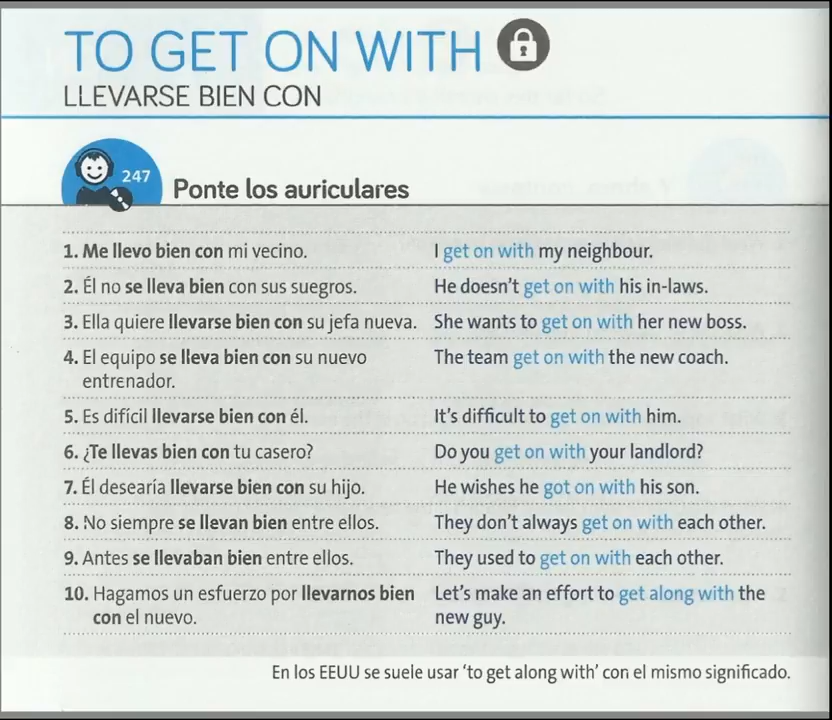 TO GET ON WITH
LLEVARSE BIEN CON
247
Ponte los auriculares
1. Me llevo bien con mi vecino. I get on with my neighbour.
2. Él no se lleva bien con sus suegros. He doesn't get on with his in-laws.
3. Ella quiere llevarse bien con su jefa nueva. She wants to get on with her new boss.
4. El equipo se lleva bien con su nuevo The team get on with the new coach.
entrenador.
5. Es difícil llevarse bien con él. It's difficult to get on with him.
6. ¿Te llevas bien con tu casero? Do you get on with your landlord?
7. Él desearía llevarse bien con su hijo. He wishes he got on with his son.
8. No siempre se llevan bien entre ellos. They don't always get on with each other.
9. Antes se llevaban bien entre ellos. They used to get on with each other.
10. Hagamos un esfuerzo por llevarnos bien Let's make an effort to get along with the
con el nuevo. new guy.
En los EEUU se suele usar 'to get along with' con el mismo significado.